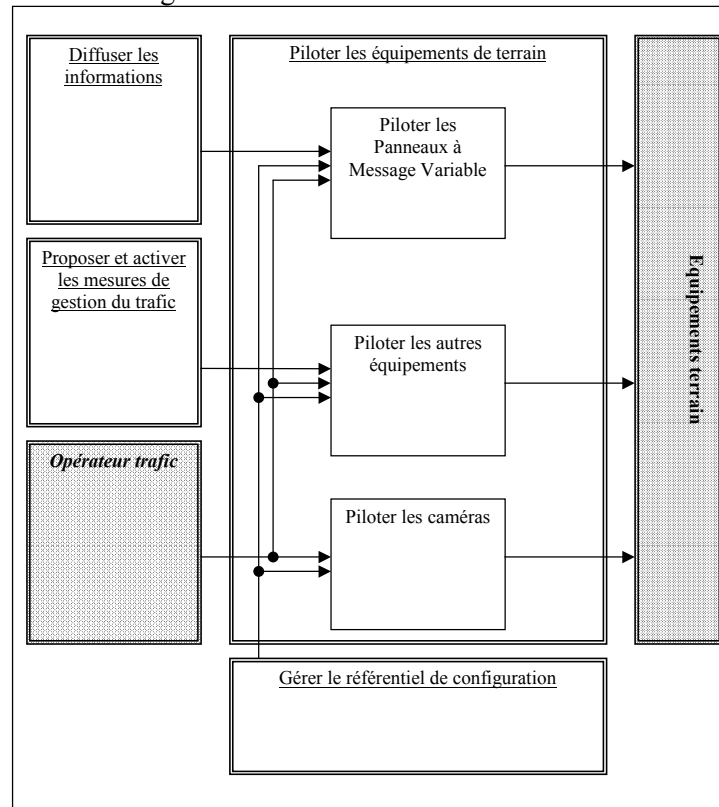 Diffuser les
informations
Piloter les équipements de terrain
Piloter les
Panneaux à
Message Variable
Proposer et activer
les mesures de
gestion du trafic
Piloter les autres
équipements
Equipements terrain
Opérateur trafic
Piloter les caméras
Gérer le référentiel de configuration